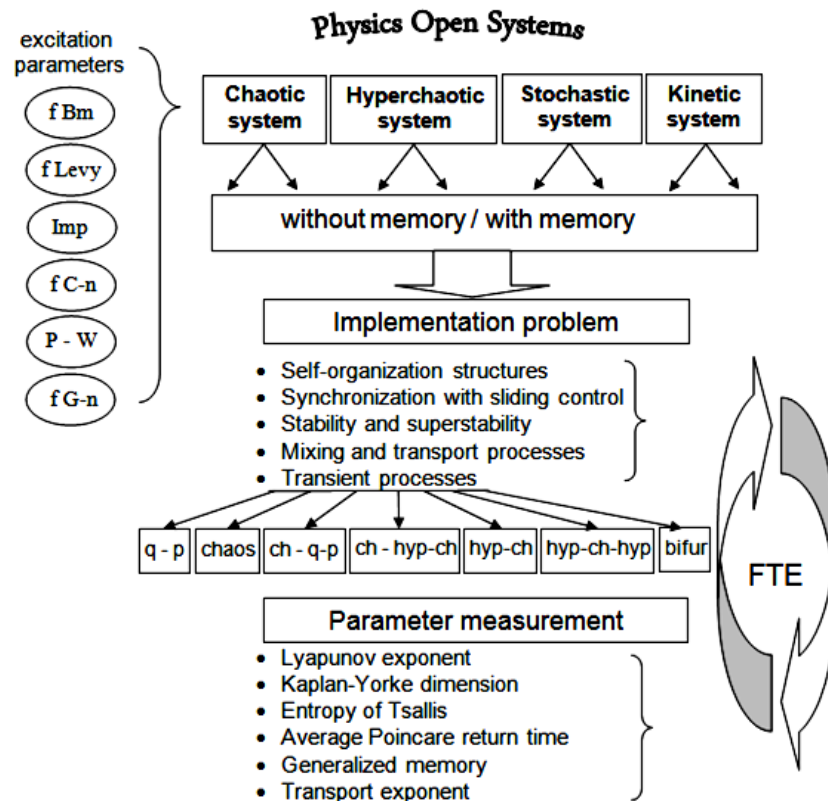 Physics Open Systems
excitation
parameters
f Bm
f Levy
Imp
f C-n
P - W
f G-n
Chaotic
system
Hyperchaotic
system
Stochastic
system
Kinetic
system
without memory / with memory
Implementation problem
• Self-organization structures
• Synchronization with sliding control
• Stability and superstability
• Mixing and transport processes
• Transient processes
q - p
chaos
ch - q-p
ch - hyp-ch
hyp-ch
hyp-ch-hyp
bifur
FTE
Parameter measurement
• Lyapunov exponent
• Kaplan-Yorke dimension
• Entropy of Tsallis
• Average Poincare return time
• Generalized memory
• Transport exponent